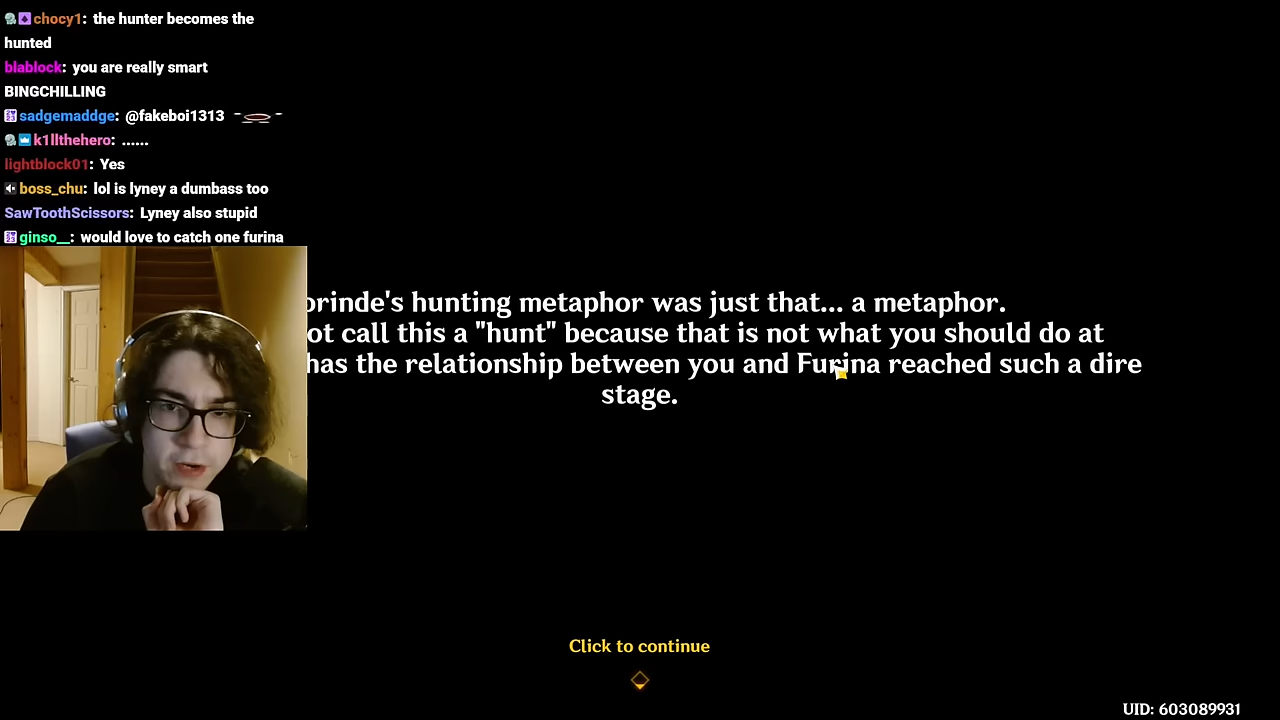 chocy1: the hunter becomes the
hunted
blablock: you are really smart
BINGCHILLING
sadgemaddge: @fakeboi1313
k1llthehero: ......
lightblock01: Yes
boss_chu: lol is lyney a dumbass too
SawToothScissors: Lyney also stupid
ginso__: would love to catch one furina
orinde's hunting metaphor was just that... a metaphor.
ot call this a "hunt" because that is not what you should do at
has the relationship between you and Furina reached such a dire
stage.
Click to continue
UID: 603089931